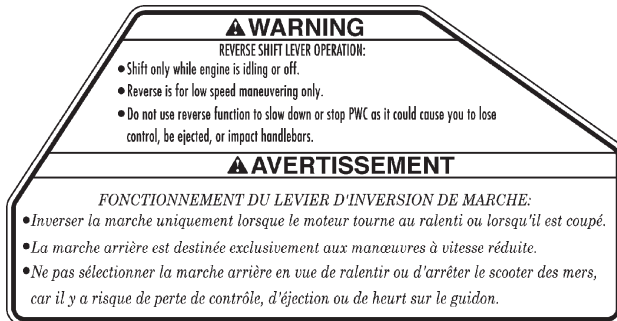 ⚠WARNING
REVERSE SHIFT LEVER OPERATION:
● Shift only while engine is idling or off.
● Reverse is for low speed maneuvering only.
● Do not use reverse function to slow down or stop PWC as it could cause you to lose
control, be ejected, or impact handlebars.
⚠AVERTISSEMENT
FONCTIONNEMENT DU LEVIER D'INVERSION DE MARCHE:
● Inverser la marche uniquement lorsque le moteur tourne au ralenti ou lorsqu'il est coupé.
● La marche arrière est destinée exclusivement aux manœuvres à vitesse réduite.
● Ne pas sélectionner la marche arrière en vue de ralentir ou d'arrêter le scooter des mers,
car il y a risque de perte de contrôle, d'éjection ou de heurt sur le guidon.